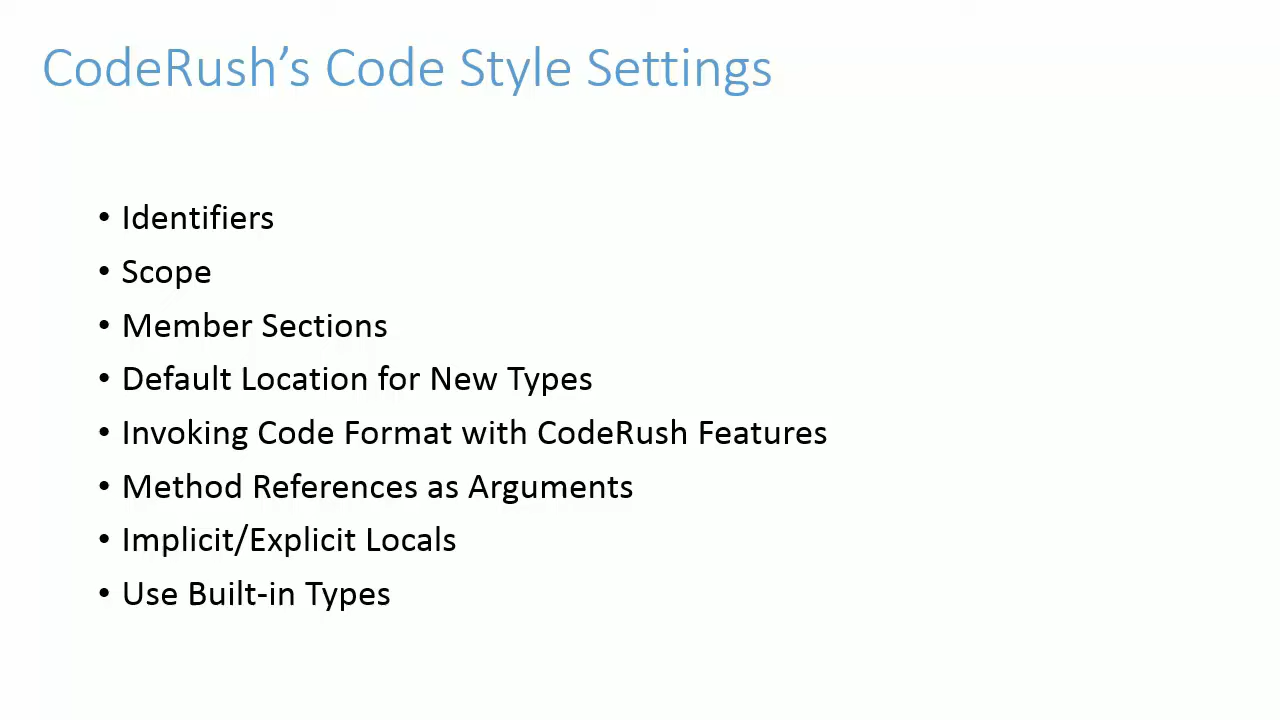 CodeRush’s Code Style Settings
• Identifiers
• Scope
• Member Sections
• Default Location for New Types
• Invoking Code Format with CodeRush Features
• Method References as Arguments
• Implicit/Explicit Locals
• Use Built-in Types